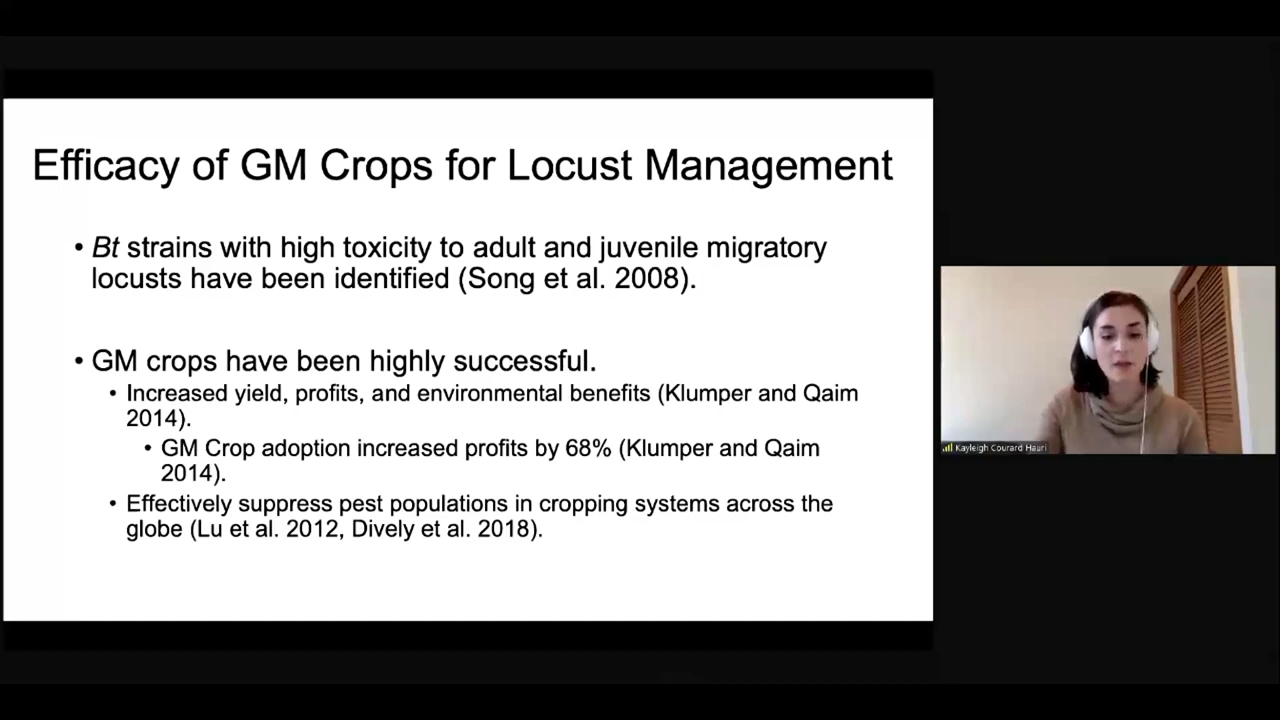 Efficacy of GM Crops for Locust Management
• Bt strains with high toxicity to adult and juvenile migratory
locusts have been identified (Song et al. 2008).
• GM crops have been highly successful.
• Increased yield, profits, and environmental benefits (Klumper and Qaim
2014).
• GM Crop adoption increased profits by 68% (Klumper and Qaim
2014).
• Effectively suppress pest populations in cropping systems across the
globe (Lu et al. 2012, Dively et al. 2018).
Kayleigh Courard Hauri